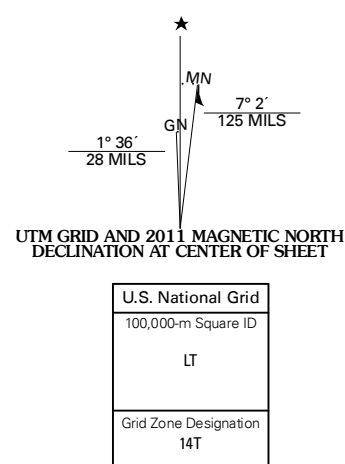 MN
GN
7° 2´
125 MILS
1° 36´
28 MILS
UTM GRID AND 2011 MAGNETIC NORTH
DECLINATION AT CENTER OF SHEET
U.S. National Grid
100,000-m Square ID
LT
Grid Zone Designation
14T